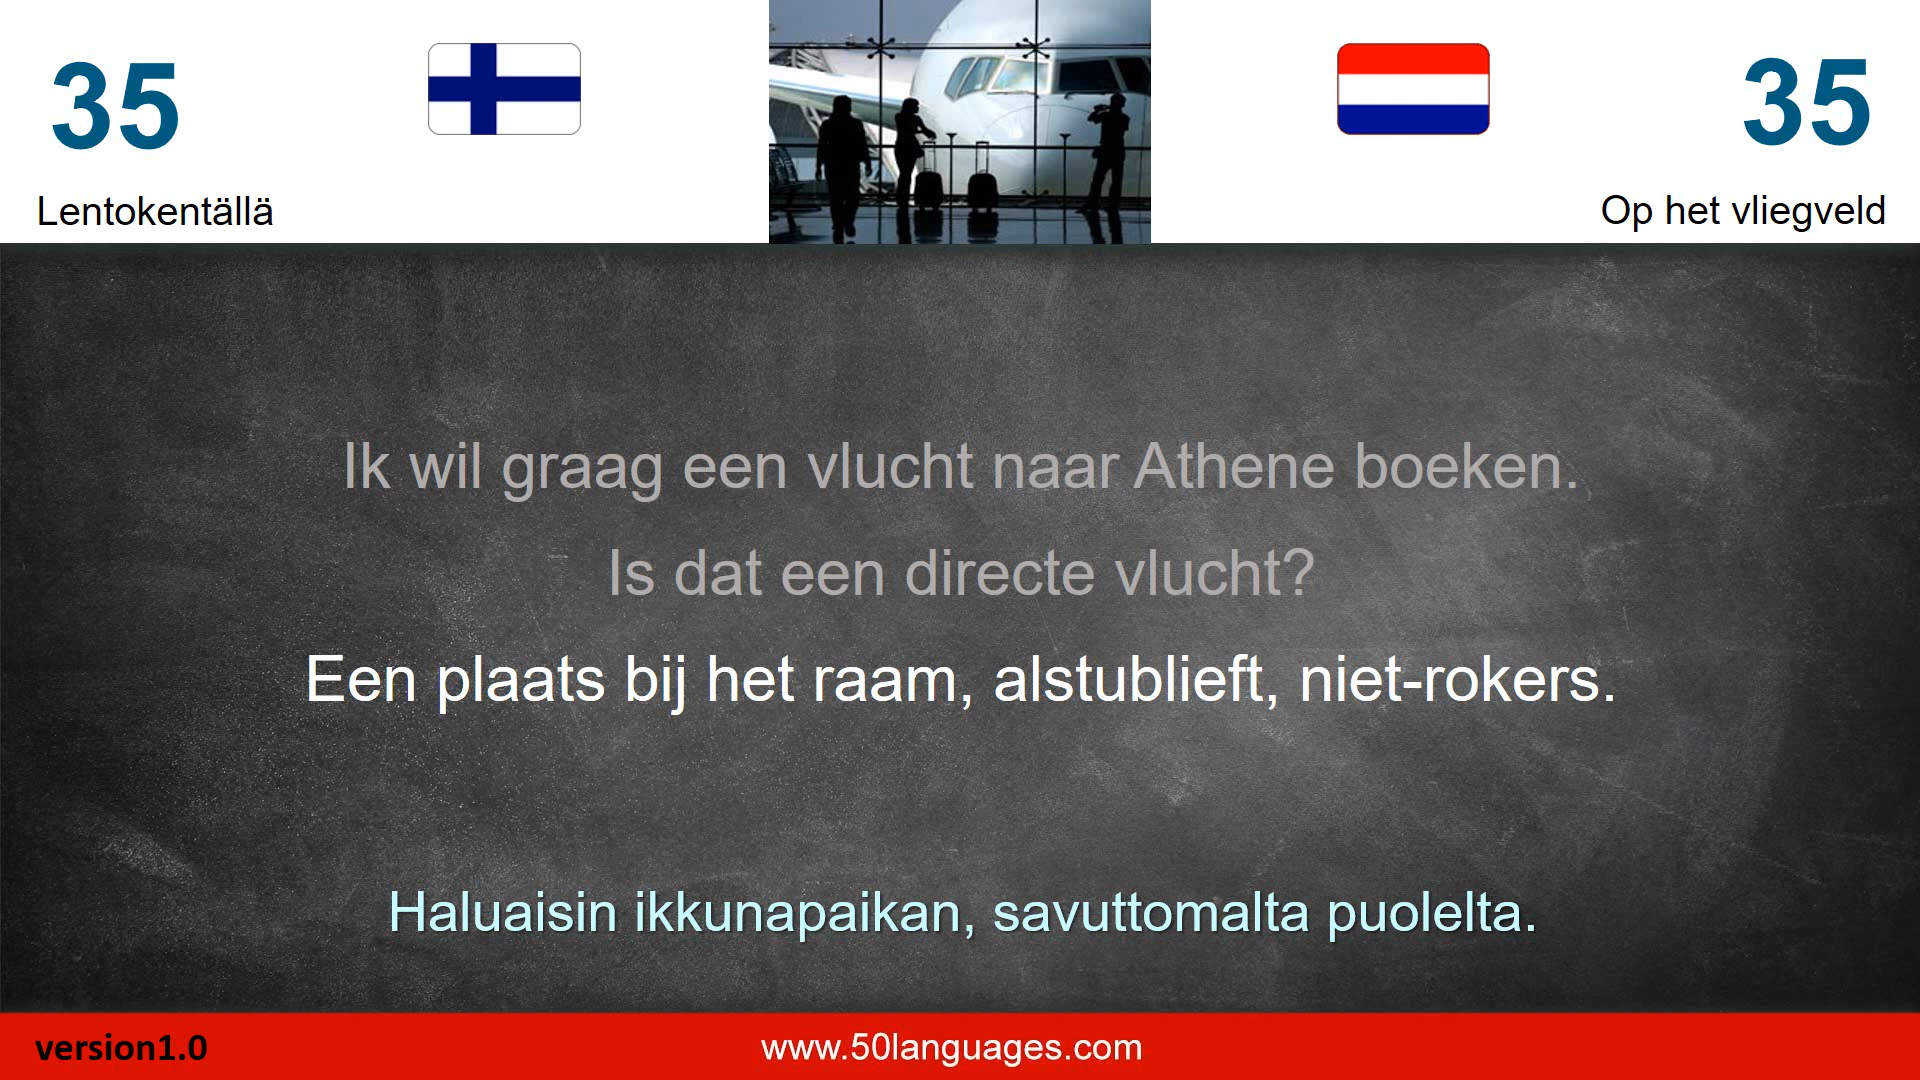 35
35
Lentokentällä
Op het vliegveld
Ik wil graag een vlucht naar Athene boeken.
Is dat een directe vlucht?
Een plaats bij het raam, alstublieft, niet-rokers.
Haluaisin ikkunapaikan, savuttomalta puolelta.
version1.0
www.50languages.com